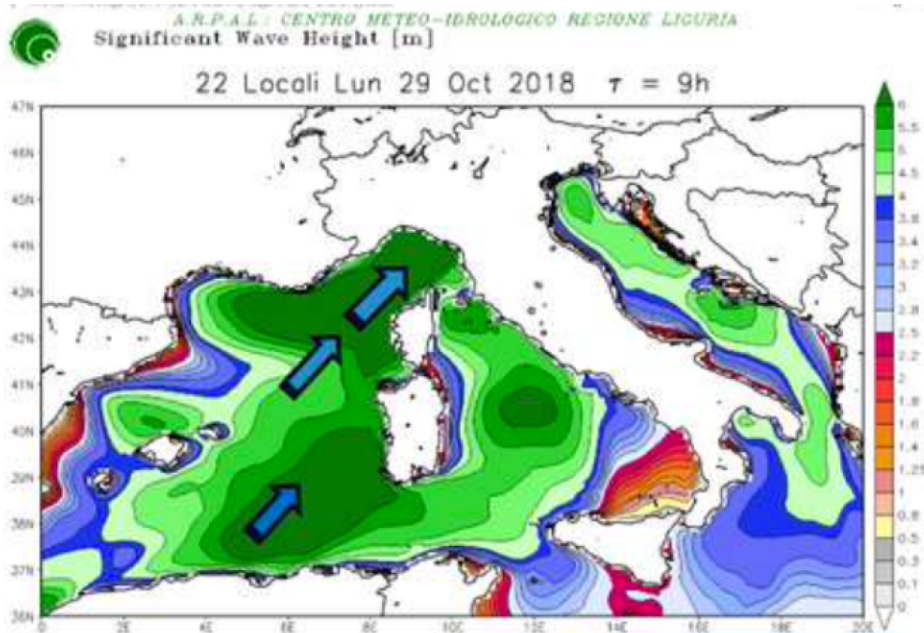 A.R.P.A.L.: CENTRO METEO-IDROLOGICO REGIONE LIGURIA
Significant Wave Height [m]
22 Locali Lun 29 Oct 2018 τ = 9h
47N
46N
45N
44N
43N
42N
41N
40N
39N
38N
37N
36N
0
2E
4E
6E
8E
10E
12E
14E
16E
18E
20E
6
5.5
5
4.5
4
3.8
3.4
3.2
3
2.8
2.5
2.2
2
1.8
1.6
1.4
1.25
1
0.8
0.5
0.5
0.3
0.1
0